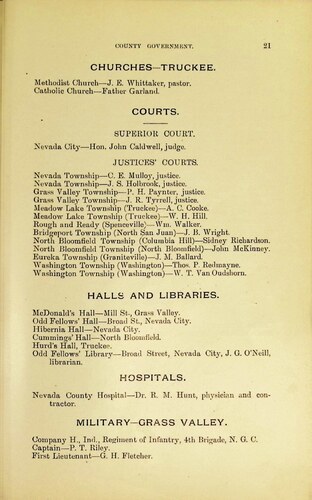 COUNTY GOVERNMENT. 21
CHURCHES—TRUCKEE.
Methodist Church—J. E. Whittaker, pastor.
Catholic Church—Father Garland.
COURTS.
SUPERIOR COURT.
Nevada City—Hon. John Caldwell, judge.
JUSTICES' COURTS.
Nevada Township—C. E. Mulloy, justice.
Nevada Township—J. S. Holbrook, justice.
Grass Valley Township—P. H. Paynter, justice.
Grass Valley Township—J. R. Tyrrell, justice.
Meadow Lake Township (Truckee)—A. C. Cooke.
Meadow Lake Township (Truckee)—W. H. Hill.
Rough and Ready (Spenceville)—Wm. Walker.
Bridgeport Township (North San Juan)—J. B. Wright.
North Bloomfield Township (Columbia Hill)—Sidney Richardson.
North Bloomfield Township (North Bloomfield)—John McKinney.
Eureka Township (Graniteville)—J. M. Ballard.
Washington Township (Washington)—Thos. P. Redmayne.
Washington Township (Washington)—W. T. Van Oudshorn.
HALLS AND LIBRARIES.
McDonald's Hall—Mill St., Grass Valley.
Odd Fellows' Hall—Broad St., Nevada City.
Hibernia Hall—Nevada City.
Cummings' Hall—North Bloomfield.
Hurd's Hall, Truckee.
Odd Fellows' Library—Broad Street, Nevada City, J. G. O'Neill,
librarian.
HOSPITALS.
Nevada County Hospital—Dr. R. M. Hunt, physician and con-
tractor.
MILITARY—GRASS VALLEY.
Company H., Ind., Regiment of Infantry, 4th Brigade, N. G. C.
Captain—P. T. Riley.
First Lieutenant—G. H. Fletcher.